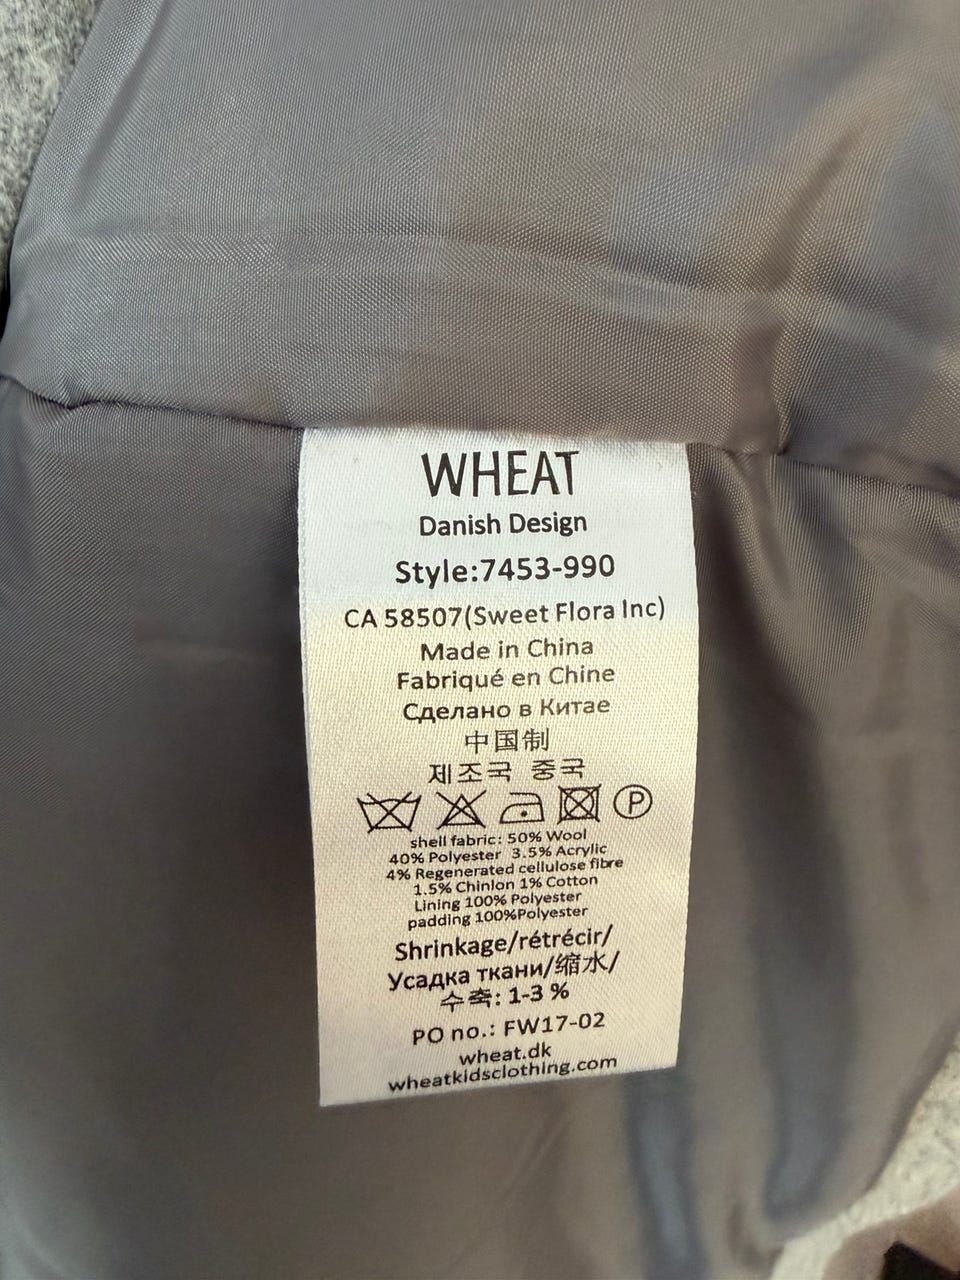 WHEAT
Danish Design
Style:7453-990
CA 58507(Sweet Flora Inc)
Made in China
Fabriqué en Chine
Сделано в Китае
中国制
제조국 중국
P
shell fabric: 50% Wool
40% Polyester 3.5% Acrylic
4% Regenerated cellulose fibre
1.5% Chinlon 1% Cotton
Lining 100% Polyester
padding 100%Polyester
Shrinkage/rétrécir/
Усадка ткани/缩水/
수축: 1-3 %
PO no.: FW17-02
wheat.dk
wheatkidsclothing.com